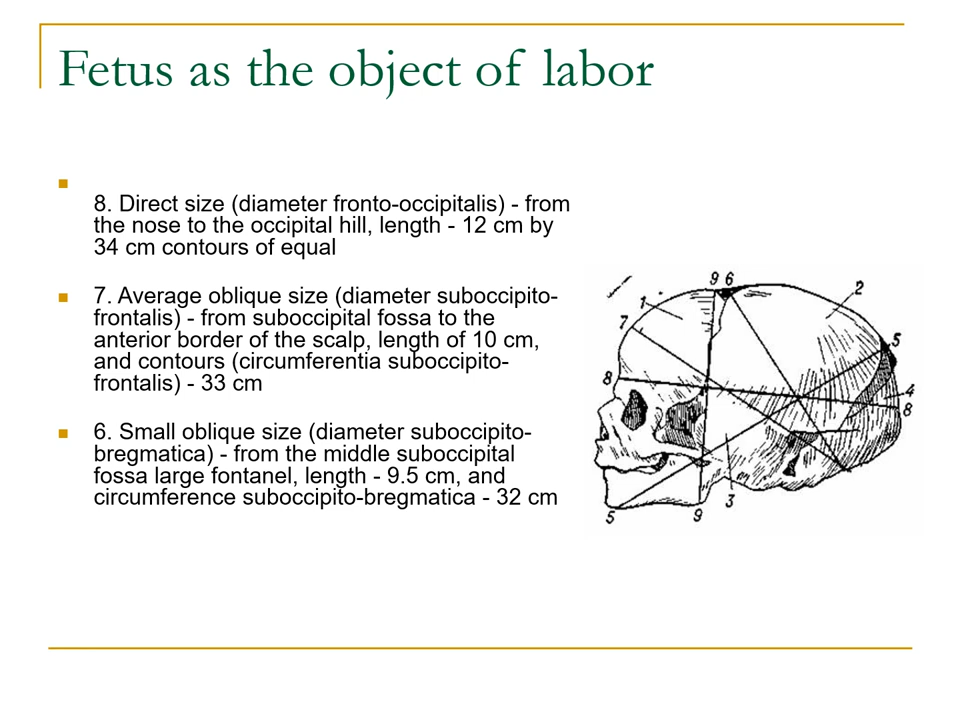 Fetus as the object of labor
8. Direct size (diameter fronto-occipitalis) - from
the nose to the occipital hill, length - 12 cm by
34 cm contours of equal
7. Average oblique size (diameter suboccipito-
frontalis) - from suboccipital fossa to the
anterior border of the scalp, length of 10 cm,
and contours (circumferentia suboccipito-
frontalis) - 33 cm
6. Small oblique size (diameter suboccipito-
bregmatica) - from the middle suboccipital
fossa large fontanel, length - 9.5 cm, and
circumference suboccipito-bregmatica - 32 cm
9 6
1
2
7
5
8
4
8
3
5
9